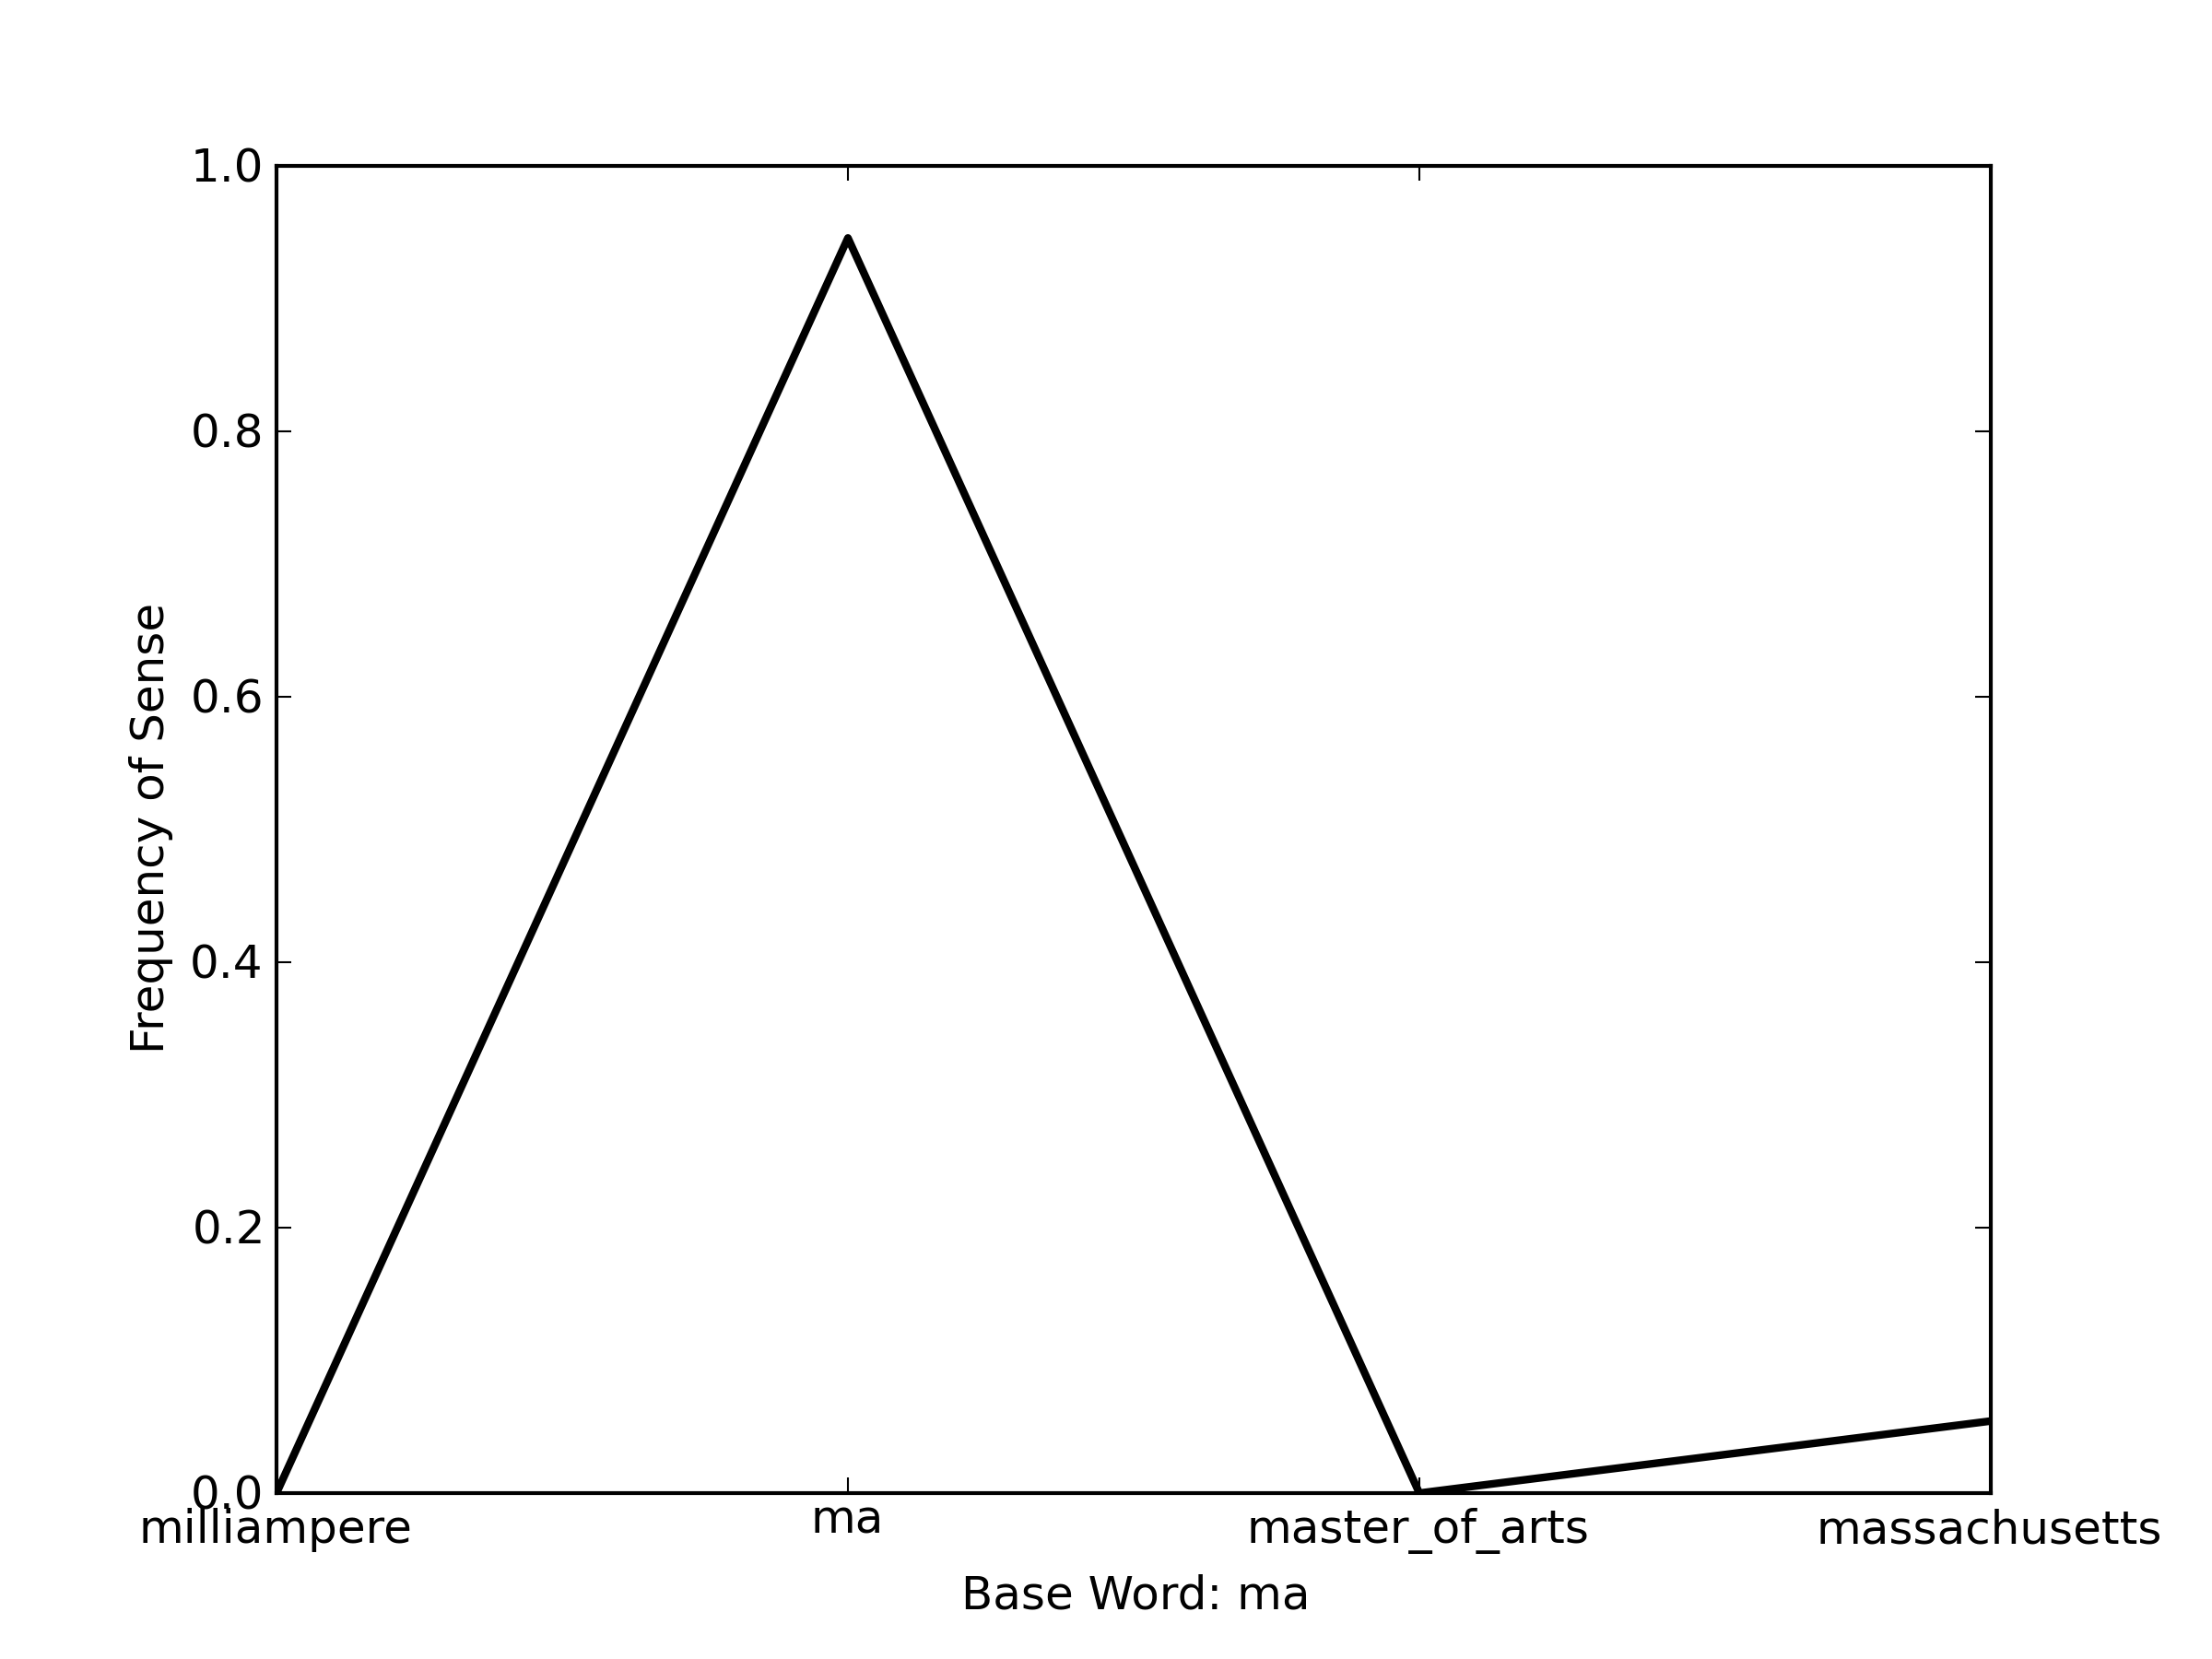 1.0
0.8
0.6
0.4
0.2
0.0
Frequency of Sense
milliampere
ma
master_of_arts
massachusetts
Base Word: ma